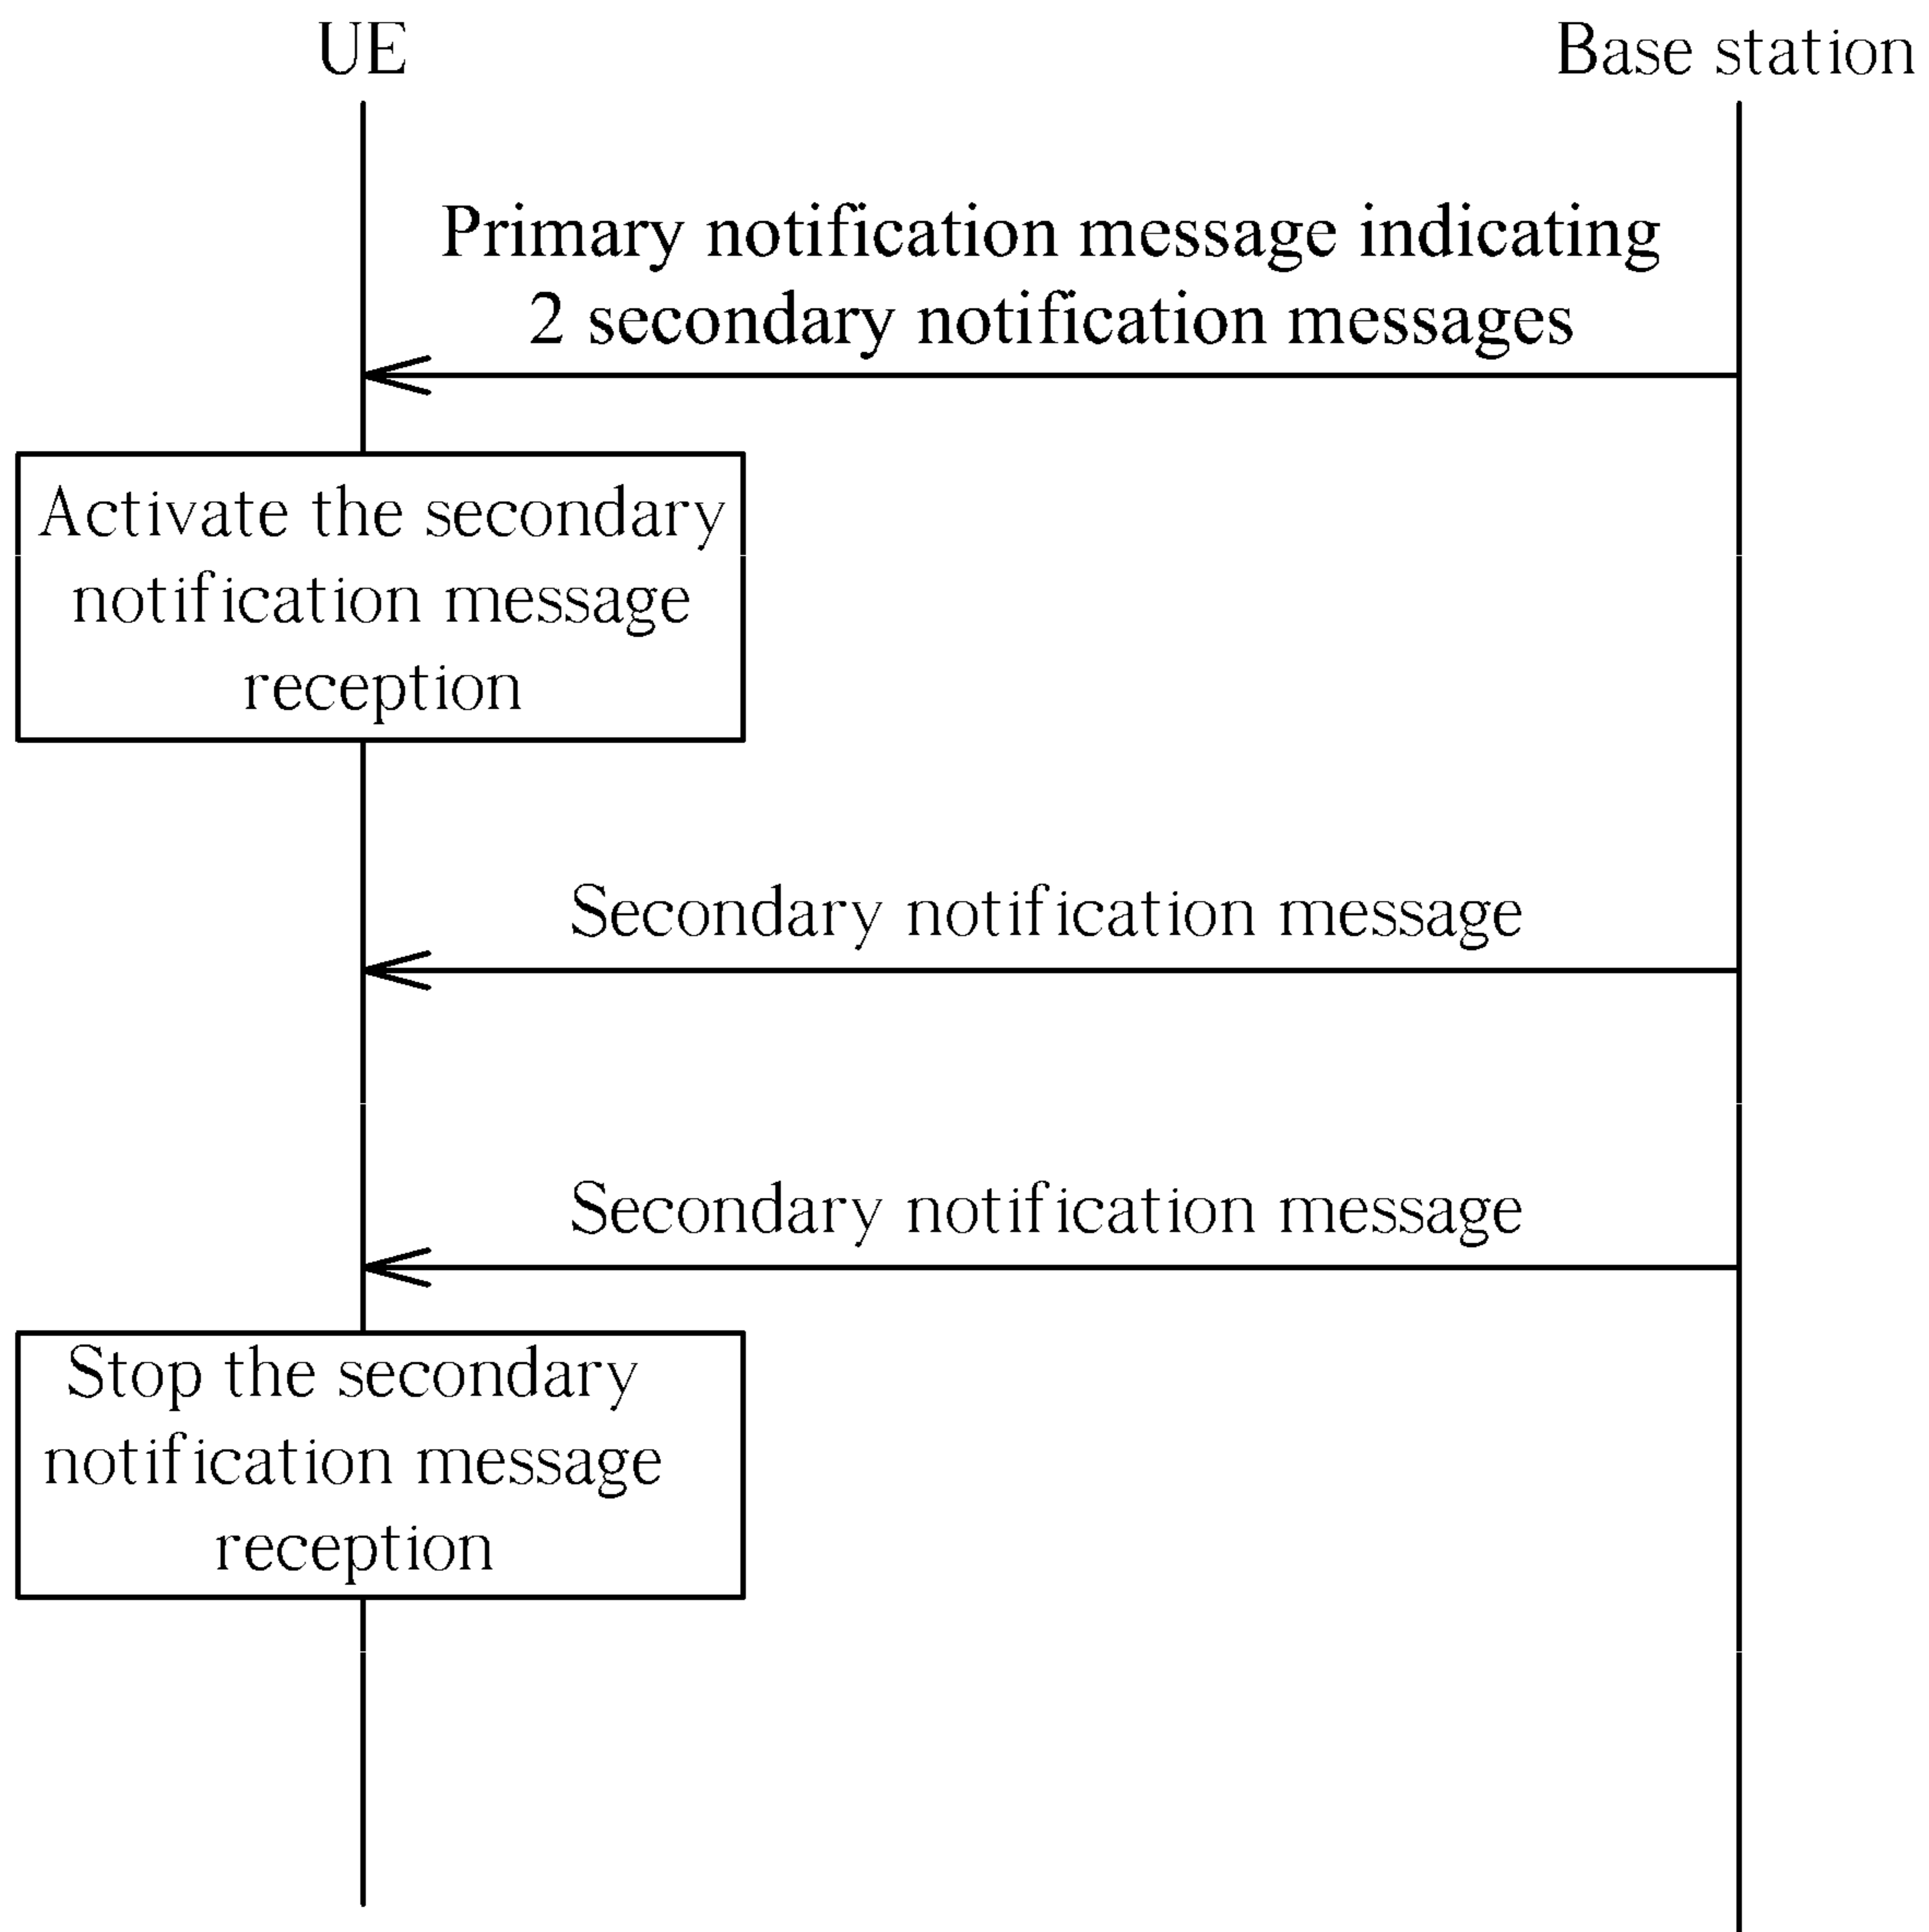 UE
Base station
Primary notification message indicating
2 secondary notification messages
Activate the secondary
notification message
reception
Secondary notification message
Secondary notification message
Stop the secondary
notification message
reception